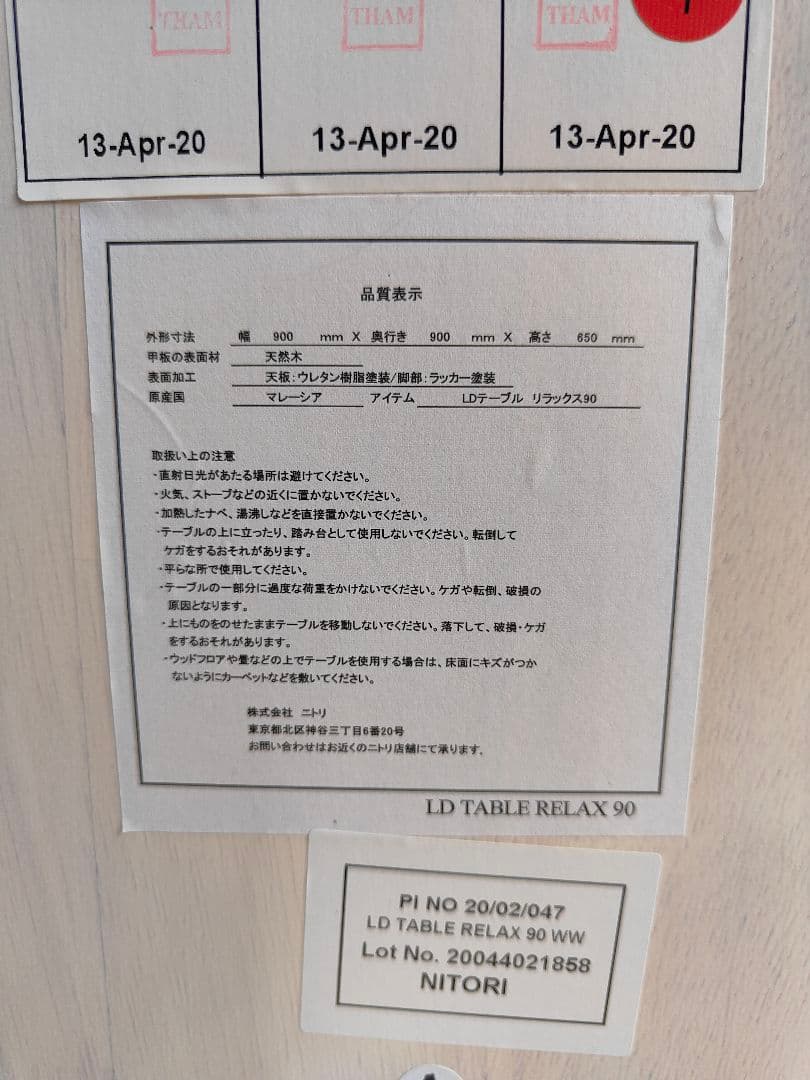 THAM THAM THAM
13-Apr-20 13-Apr-20 13-Apr-20
品質表示
外形寸法 幅 900 mm X 奥行き 900 mm X 高さ 650 mm
甲板の表面材 天然木
表面加工 天板:ウレタン樹脂塗装/脚部:ラッカー塗装
原産国 マレーシア アイテム LDテーブル リラックス90
取扱い上の注意
・直射日光があたる場所は避けてください。
・火気、ストーブなどの近くに置かないでください。
・加熱したナベ、湯沸しなどを直接置かないでください。
・テーブルの上に立ったり、踏み台として使用しないでください。転倒して
ケガをするおそれがあります。
・平らな所で使用してください。
・テーブルの一部分に過度な荷重をかけないでください。ケガや転倒、破損の
原因となります。
・上にものをのせたままテーブルを移動しないでください。落下して、破損・ケガ
をするおそれがあります。
・ウッドフロアや畳などの上でテーブルを使用する場合は、床面にキズがつか
ないようにカーペットなどを敷いてください。
株式会社 ニトリ
東京都北区神谷三丁目6番20号
お問い合わせはお近くのニトリ店舗にて承ります。
LD TABLE RELAX 90
PI NO 20/02/047
LD TABLE RELAX 90 WW
Lot No. 20044021858
NITORI